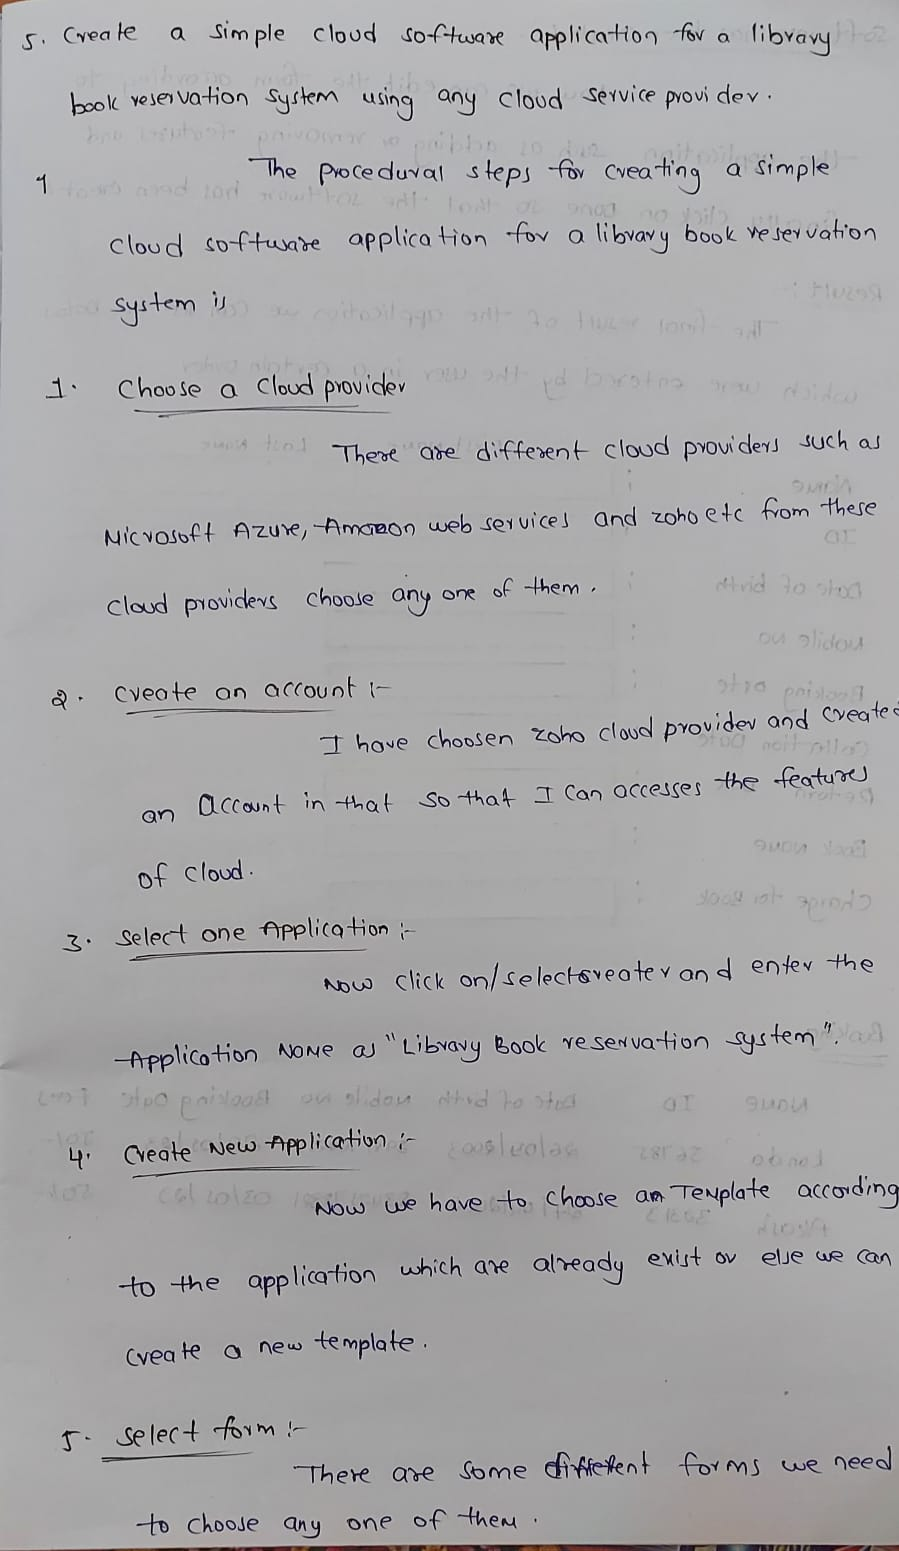 5. Create a simple cloud software application for a library
book reservation system using any cloud service provider.
The procedural steps for creating a simple
cloud software application for a library book reservation
system is
1. Choose a Cloud provider
There are different cloud providers such as
Microsoft Azure, Amazon web services and zoho etc from these
cloud providers choose any one of them.
2. Create an account :-
I have choosen zoho cloud provider and created
an account in that so that I can accesses the features
of cloud.
3. Select one Application :-
Now click on/select creater and enter the
Application Name as "Library Book reservation system".
4. Create New Application :-
Now we have to choose an Template according
to the application which are already exist or else we can
create a new template.
5. Select form :-
There are some different forms we need
to choose any one of them.